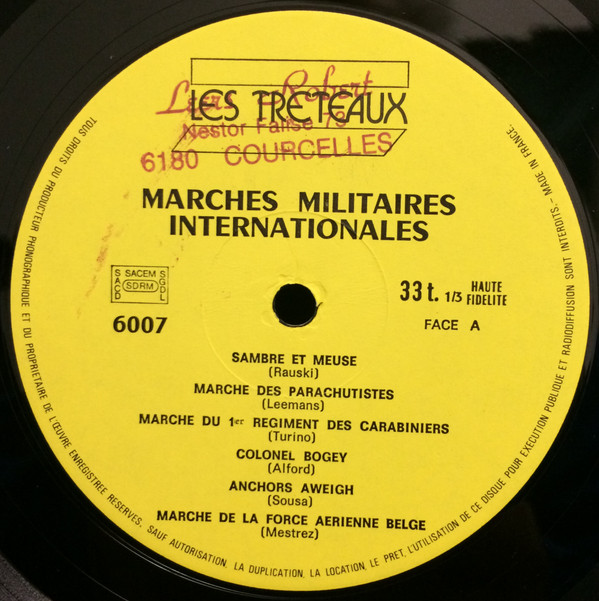 LES TRETEAUX
Robert
Nestor Falise 73
6180 COURCELLES
MARCHES MILITAIRES
INTERNATIONALES
SACD SACEM SDRM SGDL
6007
33 t. 1/3 HAUTE FIDELITE
FACE A
SAMBRE ET MEUSE
(Rauski)
MARCHE DES PARACHUTISTES
(Leemans)
MARCHE DU 1er REGIMENT DES CARABINIERS
(Turino)
COLONEL BOGEY
(Alford)
ANCHORS AWEIGH
(Sousa)
MARCHE DE LA FORCE AERIENNE BELGE
(Mestrez)
TOUS DROITS DU PRODUCTEUR PHONOGRAPHIQUE ET DU PROPRIETAIRE DE L'ŒUVRE ENREGISTREE RESERVES. SAUF AUTORISATION, LA DUPLICATION, LA LOCATION, LE PRET, L'UTILISATION DE CE DISQUE POUR EXECUTION PUBLIQUE ET RADIODIFFUSION SONT INTERDITS - MADE IN FRANCE.